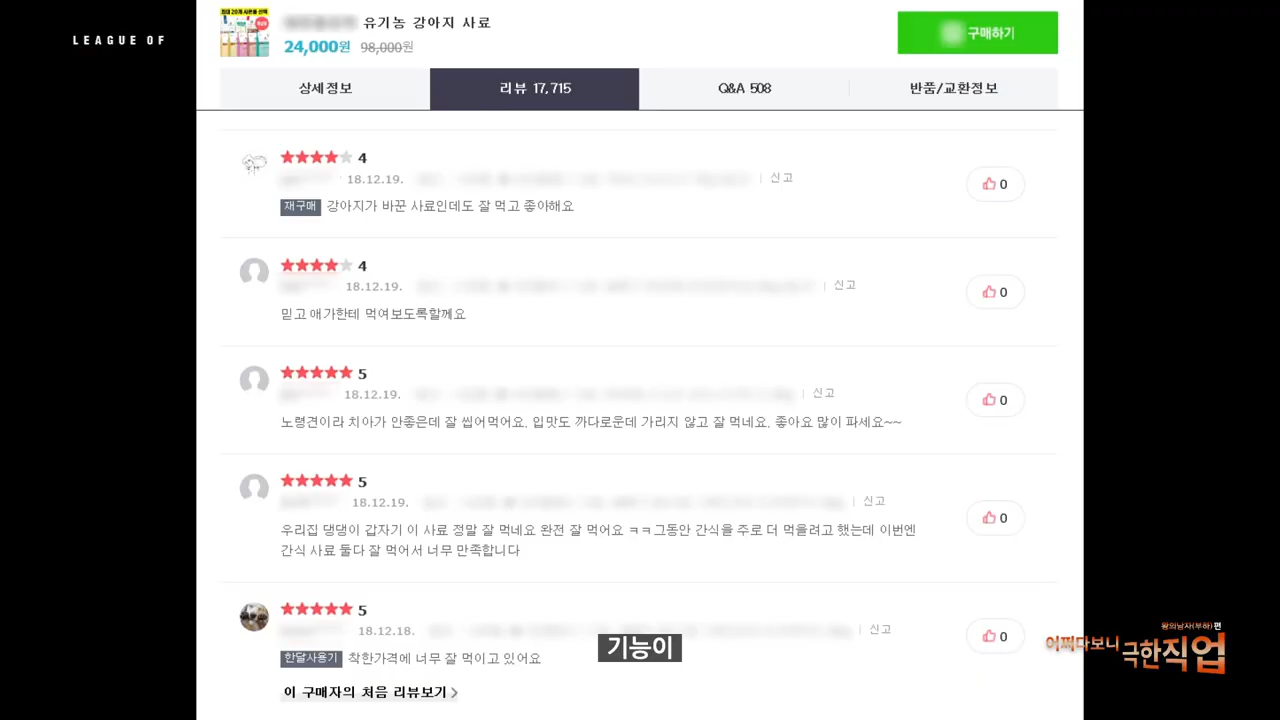 LEAGUE OF
유기농 강아지 사료
24,000원 98,000원
구매하기
상세정보
리뷰 17,715
Q&A 508
반품/교환정보
4
18.12.19.
신고
0
재구매 강아지가 바꾼 사료인데도 잘 먹고 좋아해요
4
18.12.19.
신고
0
믿고 애가한테 먹여보도록할께요
5
18.12.19.
신고
0
노령견이라 치아가 안좋은데 잘 씹어먹어요. 입맛도 까다로운데 가리지 않고 잘 먹네요. 좋아요 많이 파세요~~
5
18.12.19.
신고
0
우리집 댕댕이 갑자기 이 사료 정말 잘 먹네요 완전 잘 먹어요 ㅋㅋ그동안 간식을 주로 더 먹을려고 했는데 이번엔
간식 사료 둘다 잘 먹어서 너무 만족합니다
5
18.12.18.
신고
0
한달사용기 착한가격에 너무 잘 먹이고 있어요
이 구매자의 처음 리뷰보기
기능이
왕의남자(부하)편
어쩌다보니
극한직업